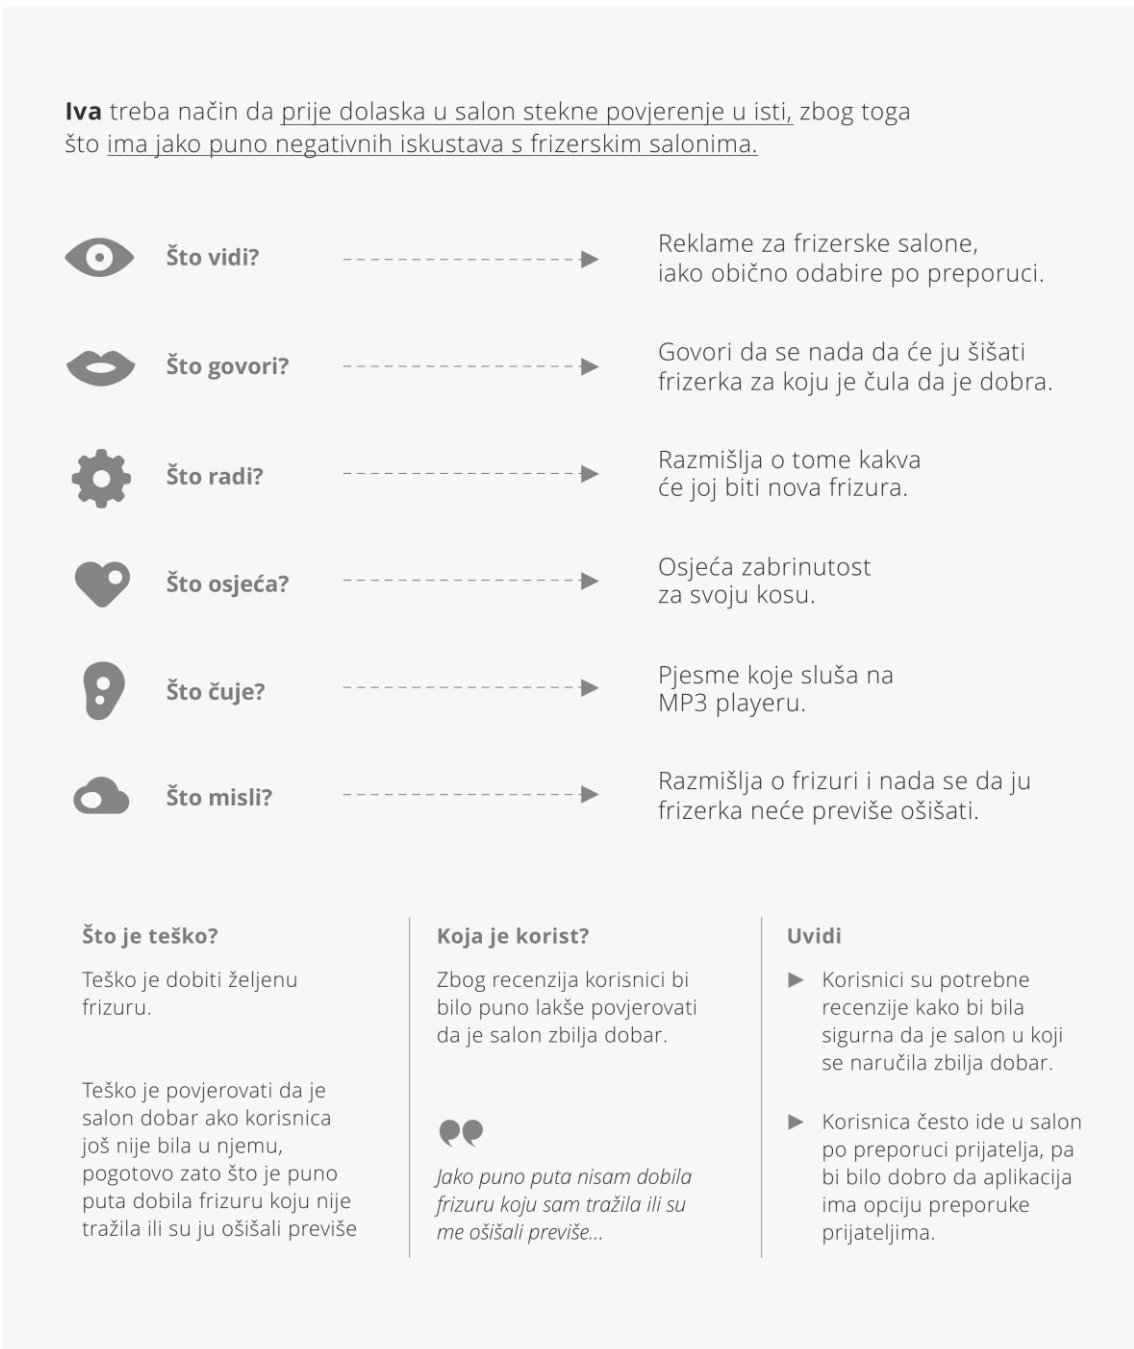 Iva treba način da prije dolaska u salon stekne povjerenje u isti, zbog toga
što ima jako puno negativnih iskustava s frizerskim salonima.
Što vidi?
Reklame za frizerske salone,
iako obično odabire po preporuci.
Što govori?
Govori da se nada da će ju šišati
frizerka za koju je čula da je dobra.
Što radi?
Razmišlja o tome kakva
će joj biti nova frizura.
Što osjeća?
Osjeća zabrinutost
za svoju kosu.
Što čuje?
Pjesme koje sluša na
MP3 playeru.
Što misli?
Razmišlja o frizuri i nada se da ju
frizerka neće previše ošišati.
Što je teško?
Teško je dobiti željenu
frizuru.
Teško je povjerovati da je
salon dobar ako korisnica
još nije bila u njemu,
pogotovo zato što je puno
puta dobila frizuru koju nije
tražila ili su ju ošišali previše
Koja je korist?
Zbog recenzija korisnici bi
bilo puno lakše povjerovati
da je salon zbilja dobar.
Jako puno puta nisam dobila
frizuru koju sam tražila ili su
me ošišali previše...
Uvidi
Korisnici su potrebne
recenzije kako bi bila
sigurna da je salon u koji
se naručila zbilja dobar.
Korisnica često ide u salon
po preporuci prijatelja, pa
bi bilo dobro da aplikacija
ima opciju preporuke
prijateljima.